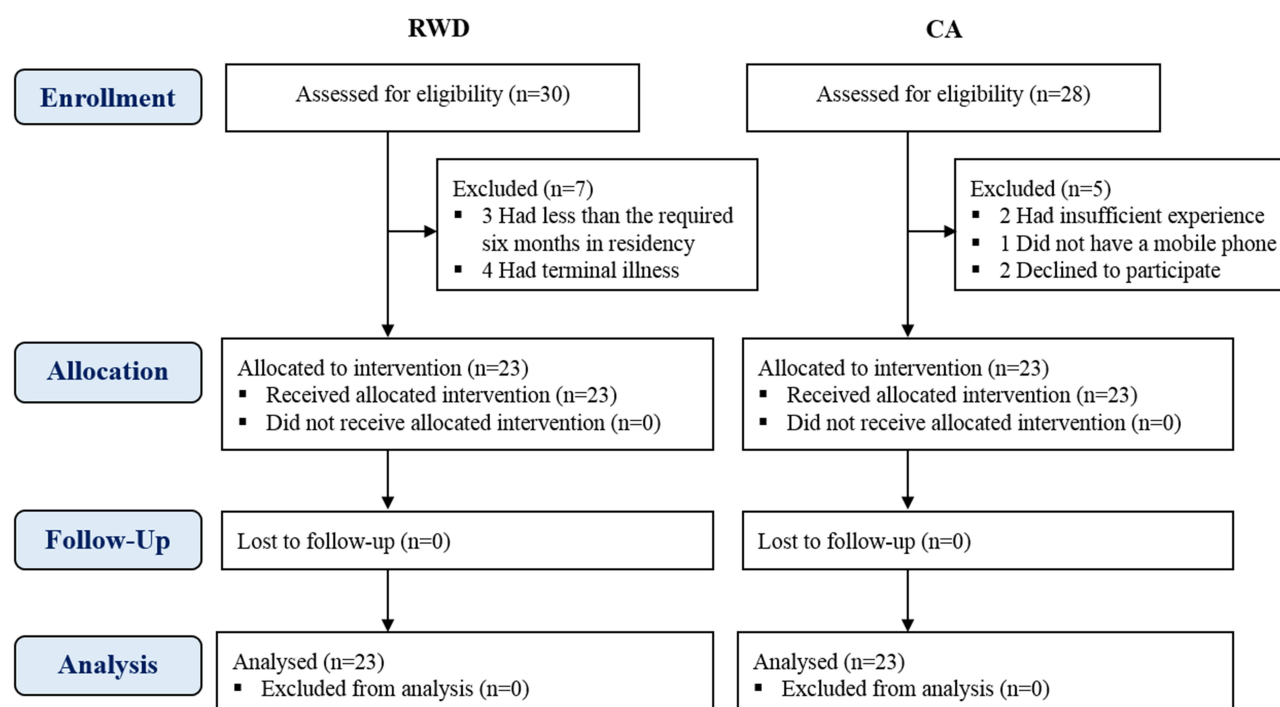 RWD
CA
Enrollment
Assessed for eligibility (n=30)
Assessed for eligibility (n=28)
Excluded (n=7)
▪ 3 Had less than the required
six months in residency
▪ 4 Had terminal illness
Excluded (n=5)
▪ 2 Had insufficient experience
▪ 1 Did not have a mobile phone
▪ 2 Declined to participate
Allocation
Allocated to intervention (n=23)
▪ Received allocated intervention (n=23)
▪ Did not receive allocated intervention (n=0)
Allocated to intervention (n=23)
▪ Received allocated intervention (n=23)
▪ Did not receive allocated intervention (n=0)
Follow-Up
Lost to follow-up (n=0)
Lost to follow-up (n=0)
Analysis
Analysed (n=23)
▪ Excluded from analysis (n=0)
Analysed (n=23)
▪ Excluded from analysis (n=0)